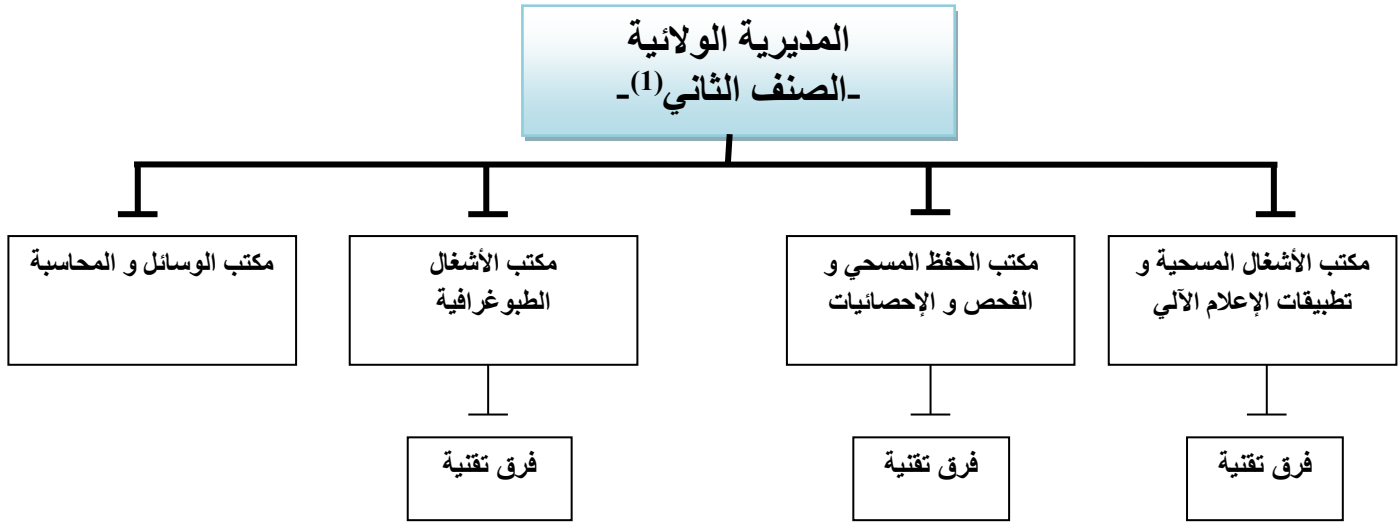 المديرية الولائية
-الصنف الثاني(1)-
مكتب الأشغال المسحية و
تطبيقات الإعلام الآلي
مكتب الحفظ المسحي و
الفحص و الإحصائيات
مكتب الأشغال
الطبوغرافية
مكتب الوسائل و المحاسبة
فرق تقنية
فرق تقنية
فرق تقنية